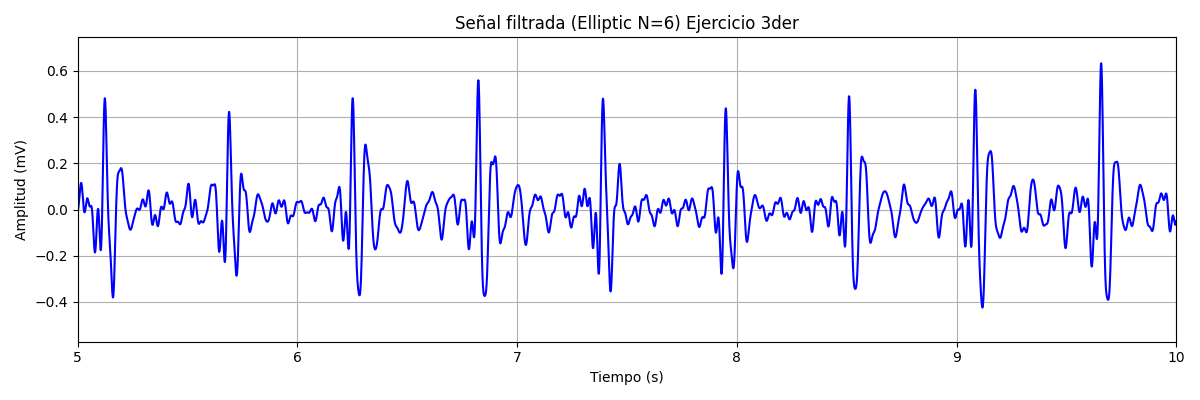 Señal filtrada (Elliptic N=6) Ejercicio 3der
Amplitud (mV)
0.6
0.4
0.2
0.0
−0.2
−0.4
5 6 7 8 9 10
Tiempo (s)